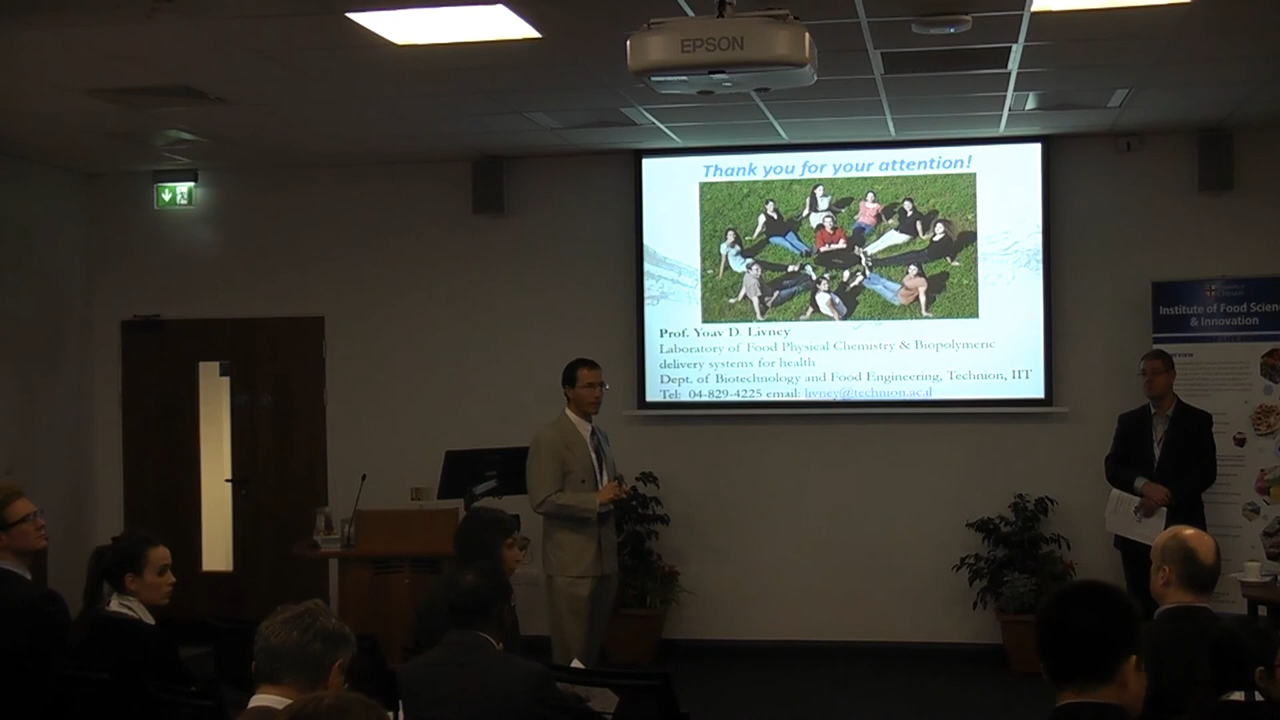 EPSON
Thank you for your attention!
Prof. Yoav D. Livney
Laboratory of Food Physical Chemistry & Biopolymeric
delivery systems for health
Dept. of Biotechnology and Food Engineering, Technion, IIT
Tel: 04-829-4225 email: livney@technion.ac.il
Institute of Food Scien
& Innovation